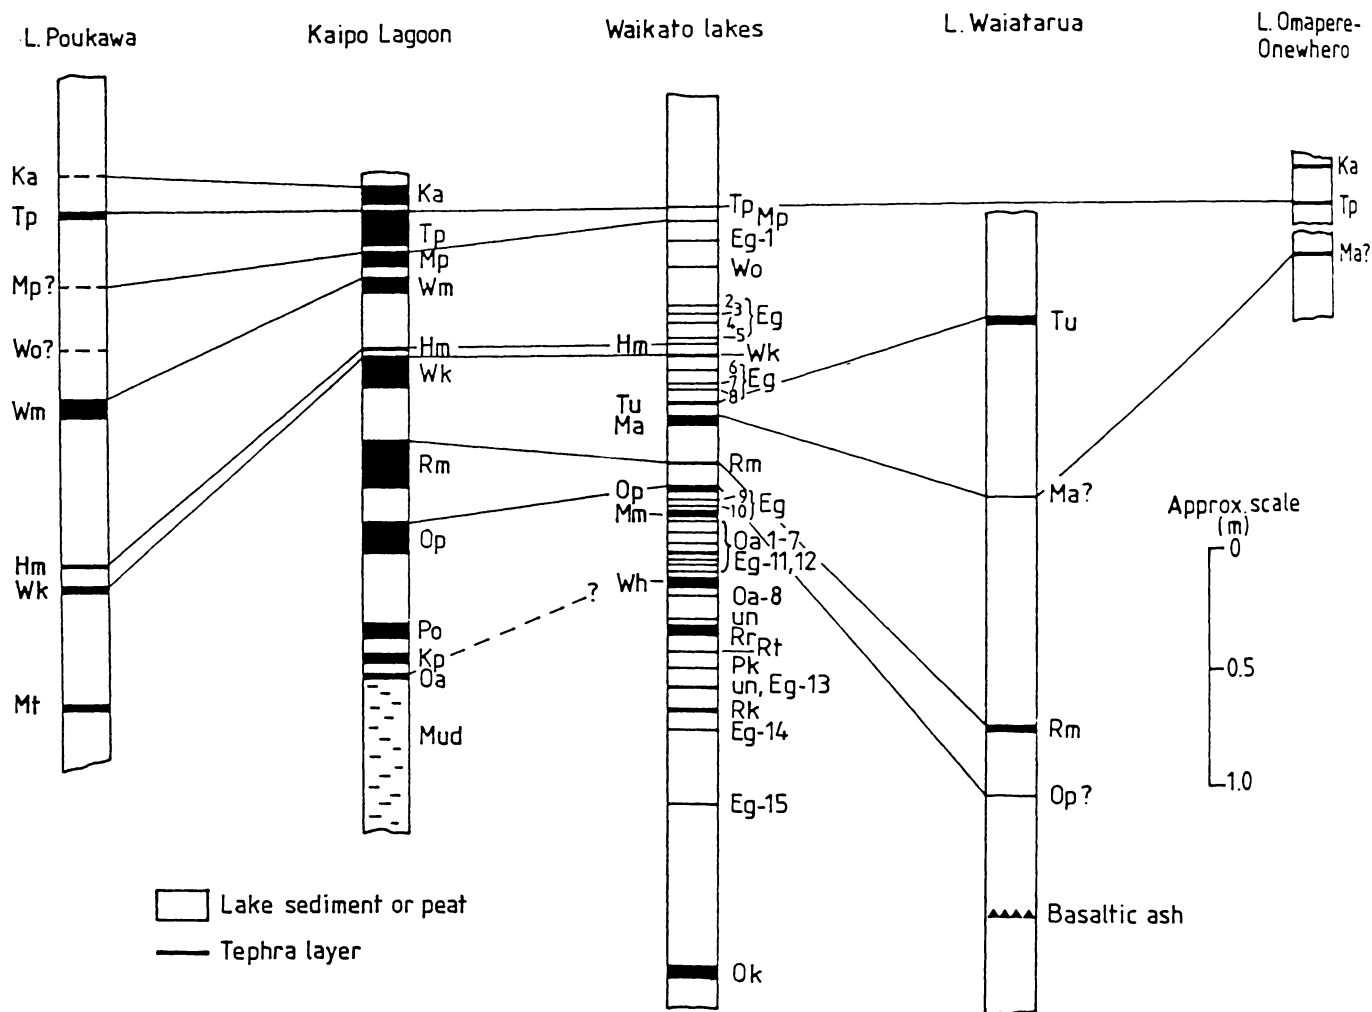 L. Poukawa
Kaipo Lagoon
Waikato lakes
L. Waiatarua
L. Omapere-
Onewhero
Ka
Tp
Mp?
Wo?
Wm
Hm
Wk
Mt
Ka
Tp
Mp
Wm
Hm
Wk
Rm
Op
Po
Kp
Oa
Mud
?
Hm
Tu
Ma
Op
Mm
Wh
Tp Mp
Eg-1
Wo
2
3
4
5
Eg
Wk
6
7
8
Eg
Rm
9
10
Eg
Oa 1-7
Eg-11,12
Oa-8
un
Rr
Rt
Pk
un, Eg-13
Rk
Eg-14
Eg-15
Ok
Tu
Ma?
Rm
Op?
Basaltic ash
Ka
Tp
Ma?
Approx. scale
(m)
0
0.5
1.0
Lake sediment or peat
Tephra layer